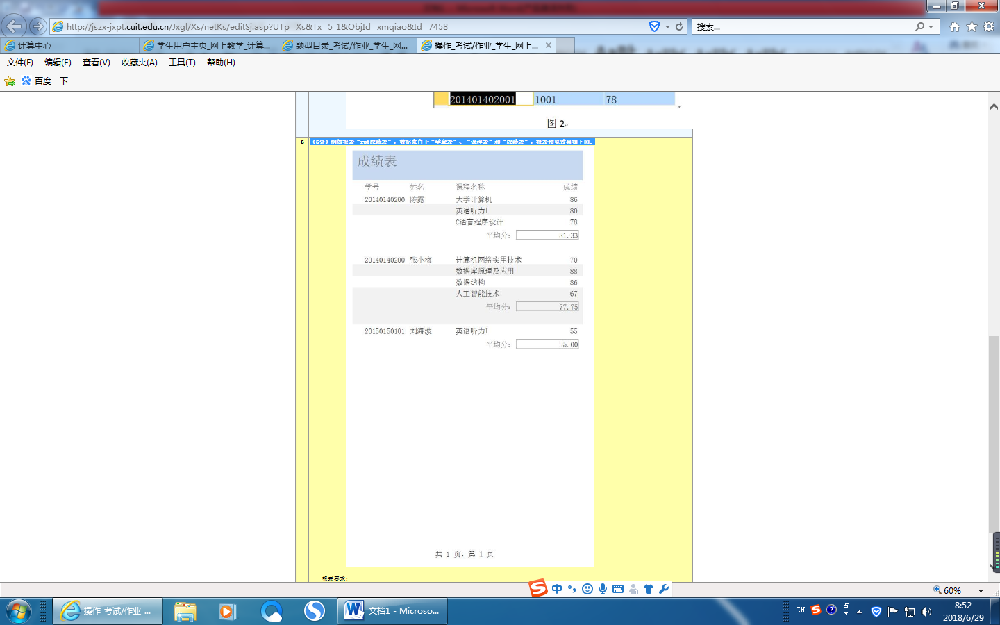 http://jszx-jxpt.cuit.edu.cn/Jxgl/Xs/netKs/editSj.asp?UTp=Xs&Tx=5_1&ObjId=xmqiao&Id=7458
搜索...
计算中心
学生用户主页_网上教学_计算...
题型目录_考试/作业_学生_网...
操作_考试/作业_学生_网上...
文件(F) 编辑(E) 查看(V) 收藏夹(A) 工具(T) 帮助(H)
百度一下
201401402001 1001 78
图 2
6 (6分) 制做报表“xpt成绩表”，数据来自于“学生表”、“课程表”和“成绩表”，报表预览效果如下图:
成绩表
学号 姓名 课程名称 成绩
20140140200 陈露 大学计算机 86
英语听力I 80
C语言程序设计 78
平均分: 81.33
20140140200 张小梅 计算机网络实用技术 70
数据库原理及应用 88
数据结构 86
人工智能技术 67
平均分: 77.75
20150150101 刘海波 英语听力I 55
平均分: 55.00
共 1 页，第 1 页
报表要求:
中
60%
操作_考试/作业_...
文档1 - Microso...
CH
8:52
2018/6/29